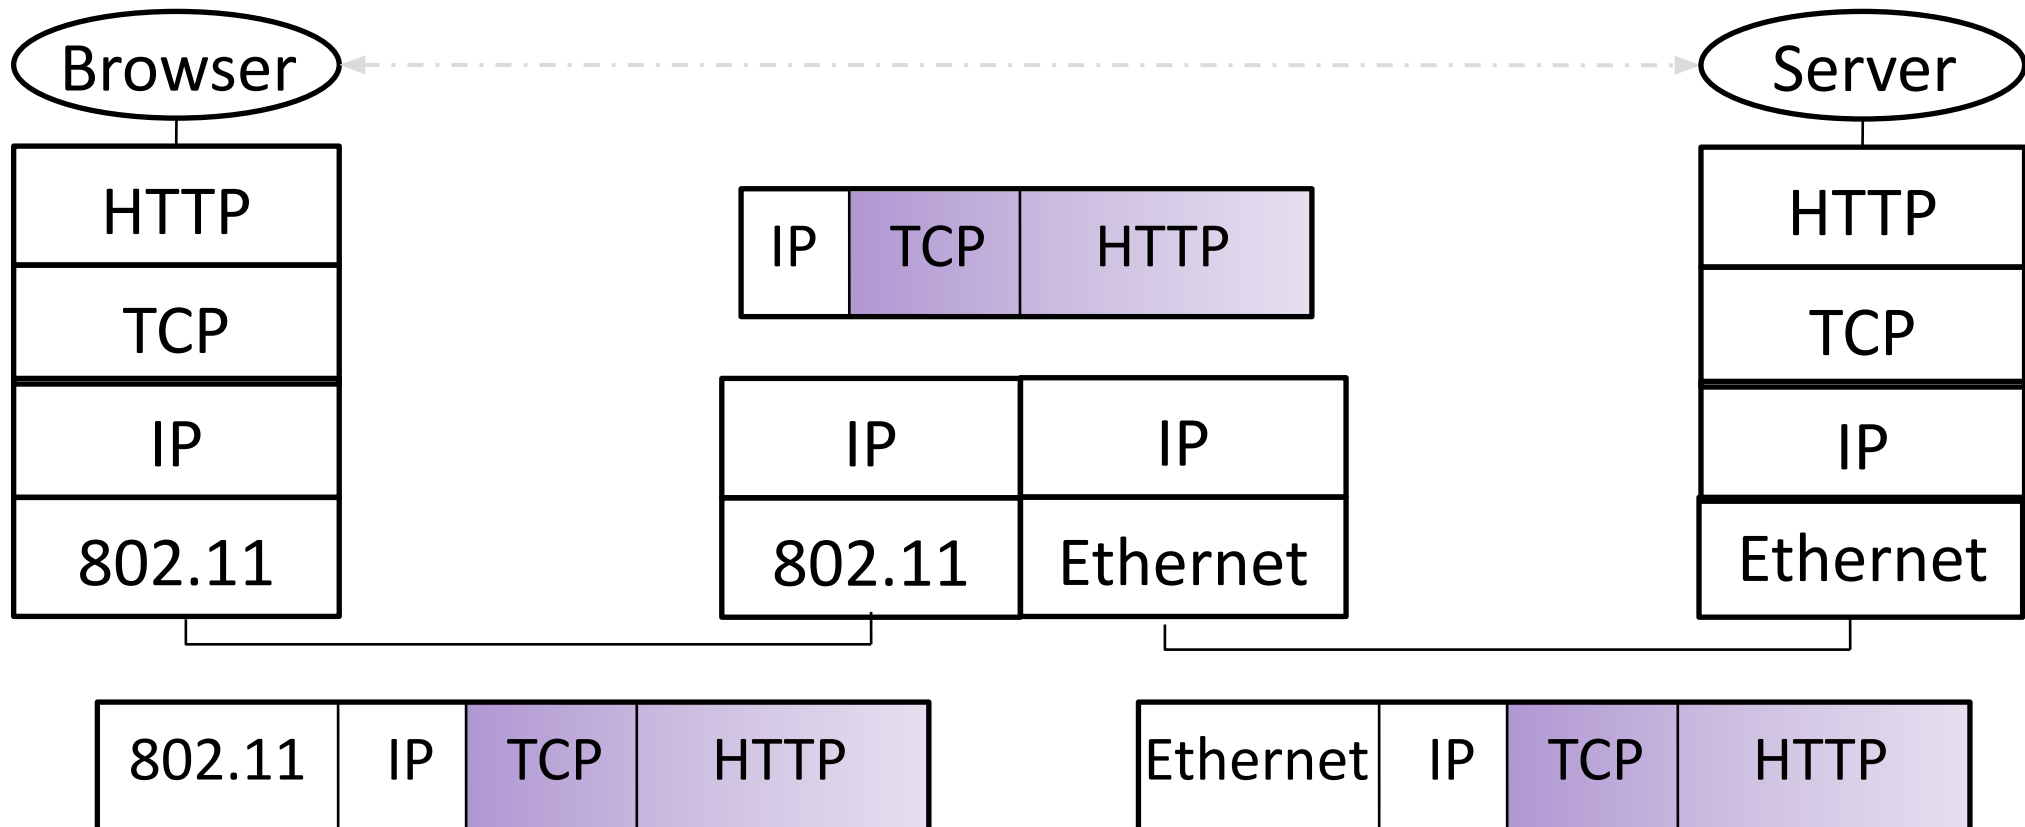 Browser
Server
HTTP
TCP
IP
802.11
IP TCP HTTP
IP IP
802.11 Ethernet
HTTP
TCP
IP
Ethernet
802.11 IP TCP HTTP
Ethernet IP TCP HTTP